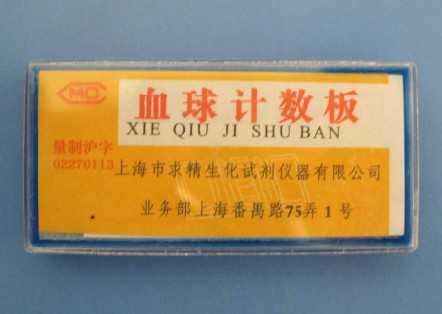 MC
血球计数板
XIE QIU JI SHU BAN
量制沪字
02270113
上海市求精生化试剂仪器有限公司
业务部上海番禺路75弄1号